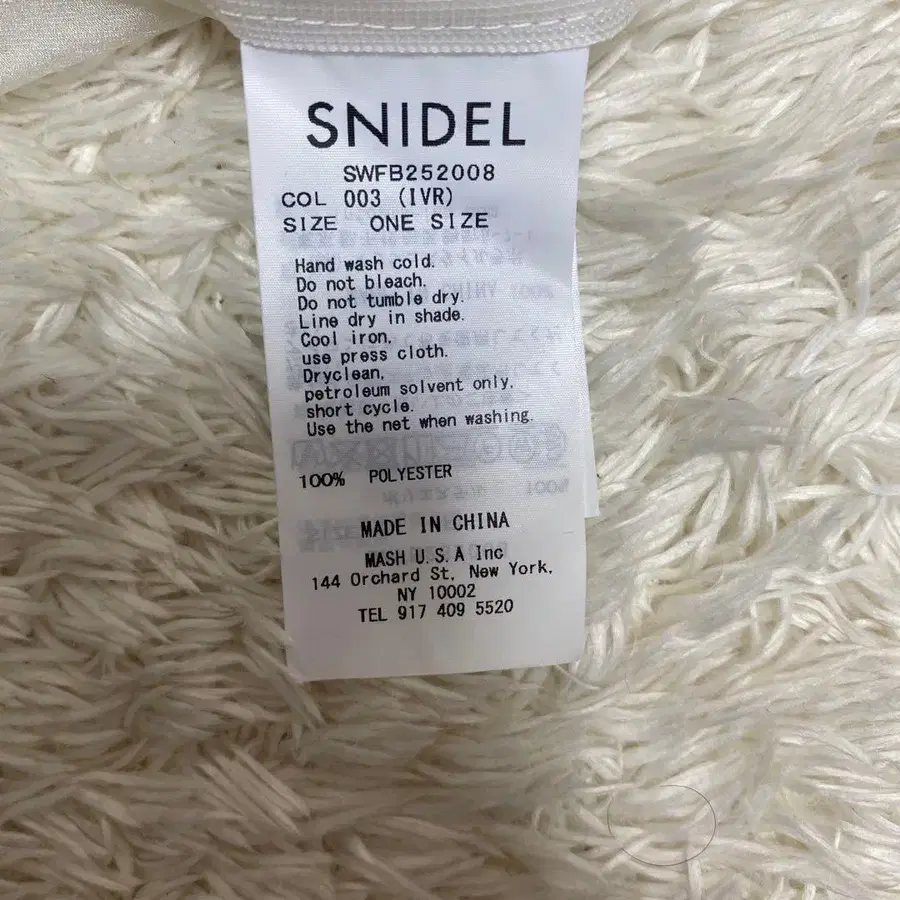 SNIDEL
SWFB252008
COL 003 (IVR)
SIZE ONE SIZE
Hand wash cold.
Do not bleach.
Do not tumble dry.
Line dry in shade.
Cool iron,
use press cloth.
Dryclean,
petroleum solvent only.
short cycle.
Use the net when washing.
100% POLYESTER
MADE IN CHINA
MASH U.S.A Inc
144 Orchard St, New York,
NY 10002
TEL 917 409 5520